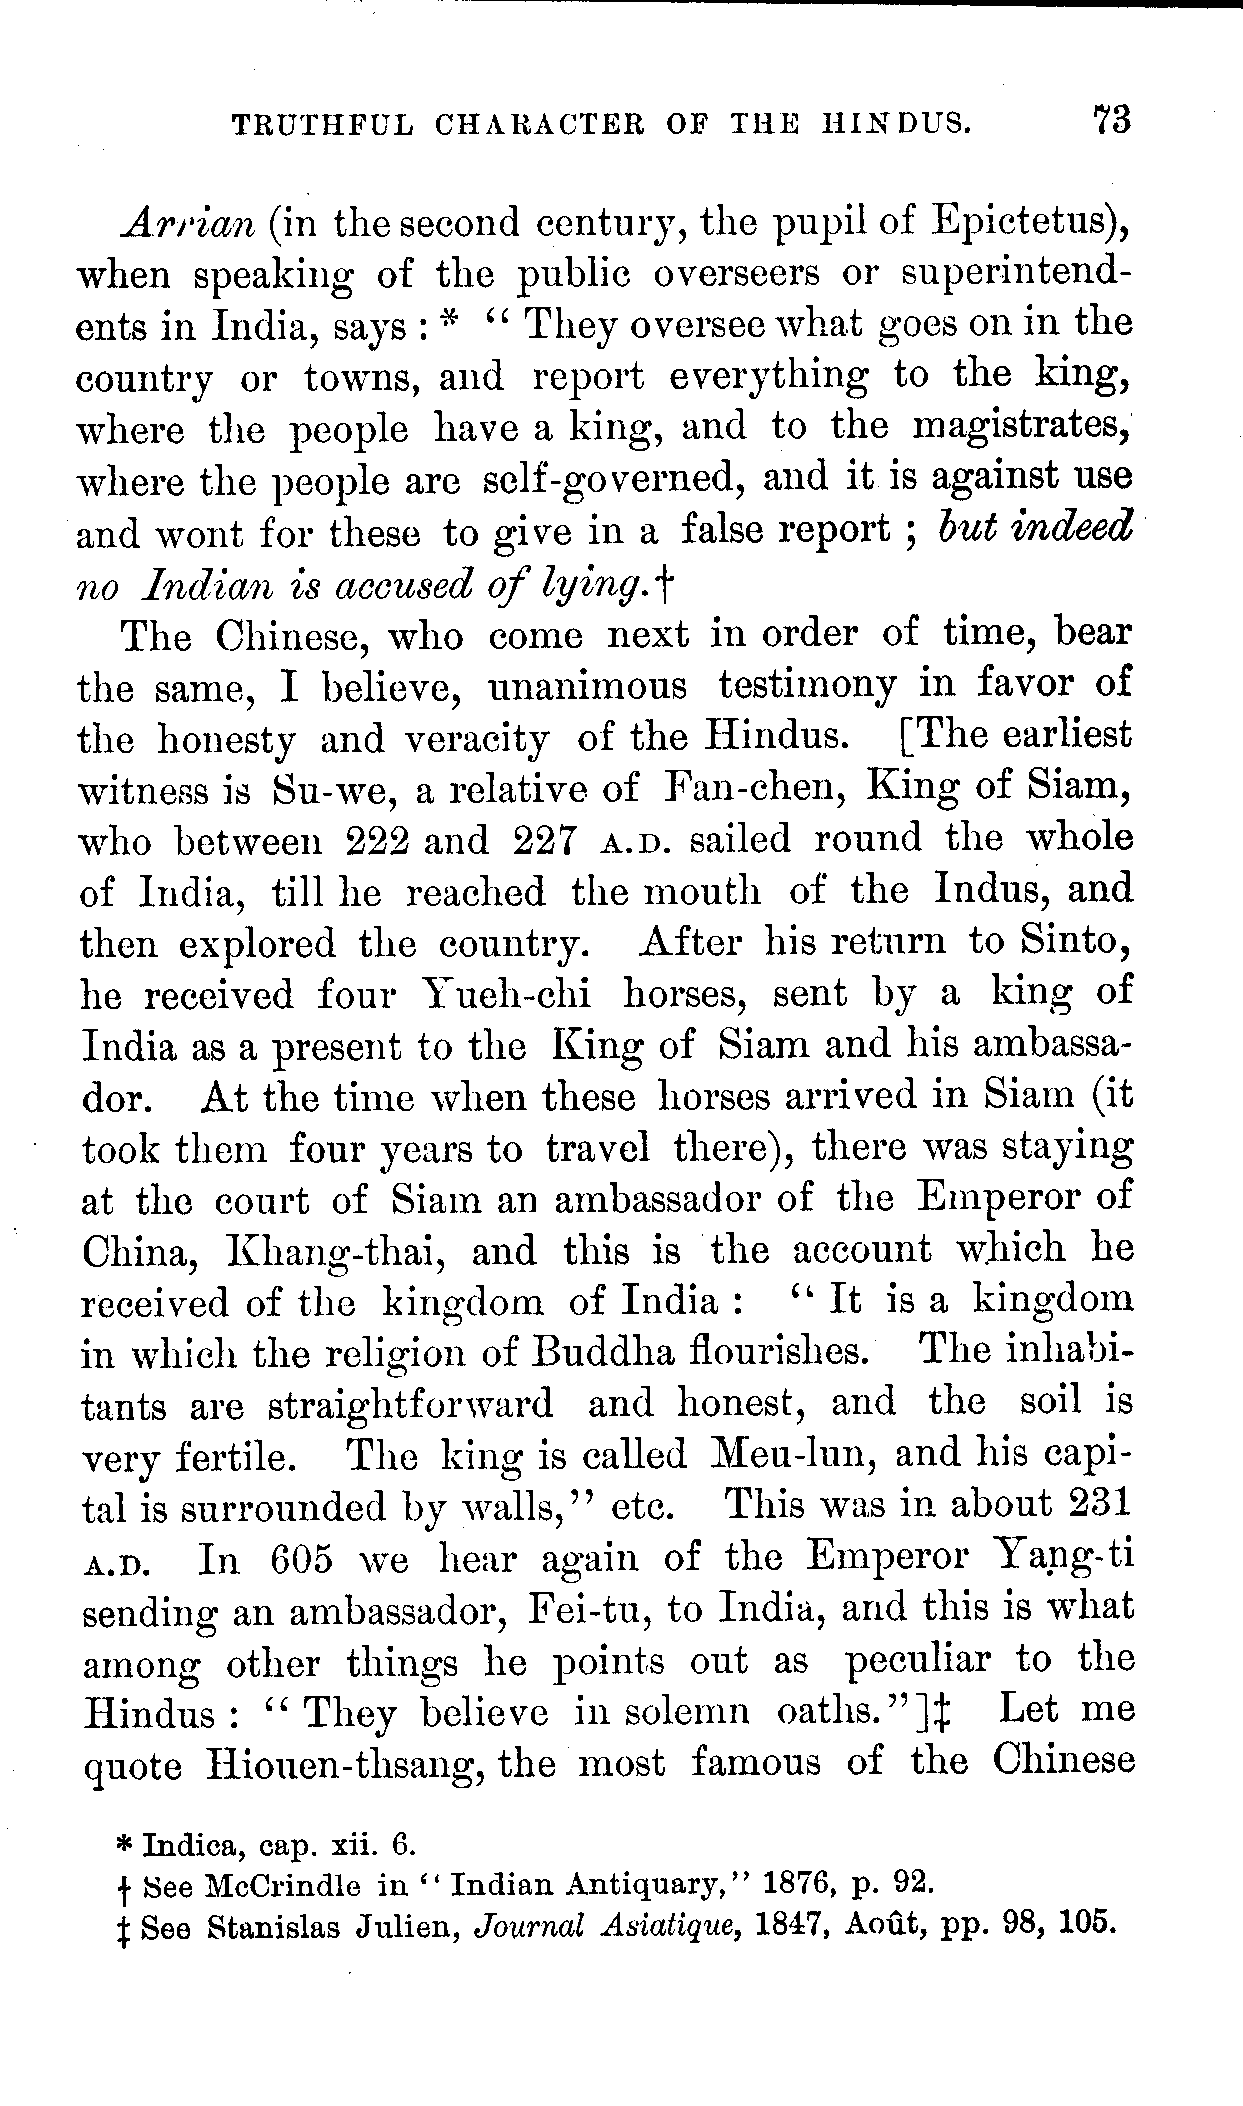 TRUTHFUL CHARACTER OF THE HINDUS. 73
Arrian (in the second century, the pupil of Epictetus),
when speaking of the public overseers or superintend-
ents in India, says : * “ They oversee what goes on in the
country or towns, and report everything to the king,
where the people have a king, and to the magistrates,
where the people are self-governed, and it is against use
and wont for these to give in a false report ; but indeed
no Indian is accused of lying.†
The Chinese, who come next in order of time, bear
the same, I believe, unanimous testimony in favor of
the honesty and veracity of the Hindus. [The earliest
witness is Su-we, a relative of Fan-chen, King of Siam,
who between 222 and 227 A.D. sailed round the whole
of India, till he reached the mouth of the Indus, and
then explored the country. After his return to Sinto,
he received four Yueh-chi horses, sent by a king of
India as a present to the King of Siam and his ambassa-
dor. At the time when these horses arrived in Siam (it
took them four years to travel there), there was staying
at the court of Siam an ambassador of the Emperor of
China, Khang-thai, and this is the account which he
received of the kingdom of India : “ It is a kingdom
in which the religion of Buddha flourishes. The inhabi-
tants are straightforward and honest, and the soil is
very fertile. The king is called Meu-lun, and his capi-
tal is surrounded by walls,” etc. This was in about 231
A.D. In 605 we hear again of the Emperor Yang-ti
sending an ambassador, Fei-tu, to India, and this is what
among other things he points out as peculiar to the
Hindus : “ They believe in solemn oaths.”]‡ Let me
quote Hiouen-thsang, the most famous of the Chinese
* Indica, cap. xii. 6.
† See McCrindle in “ Indian Antiquary,” 1876, p. 92.
‡ See Stanislas Julien, Journal Asiatique, 1847, Août, pp. 98, 105.